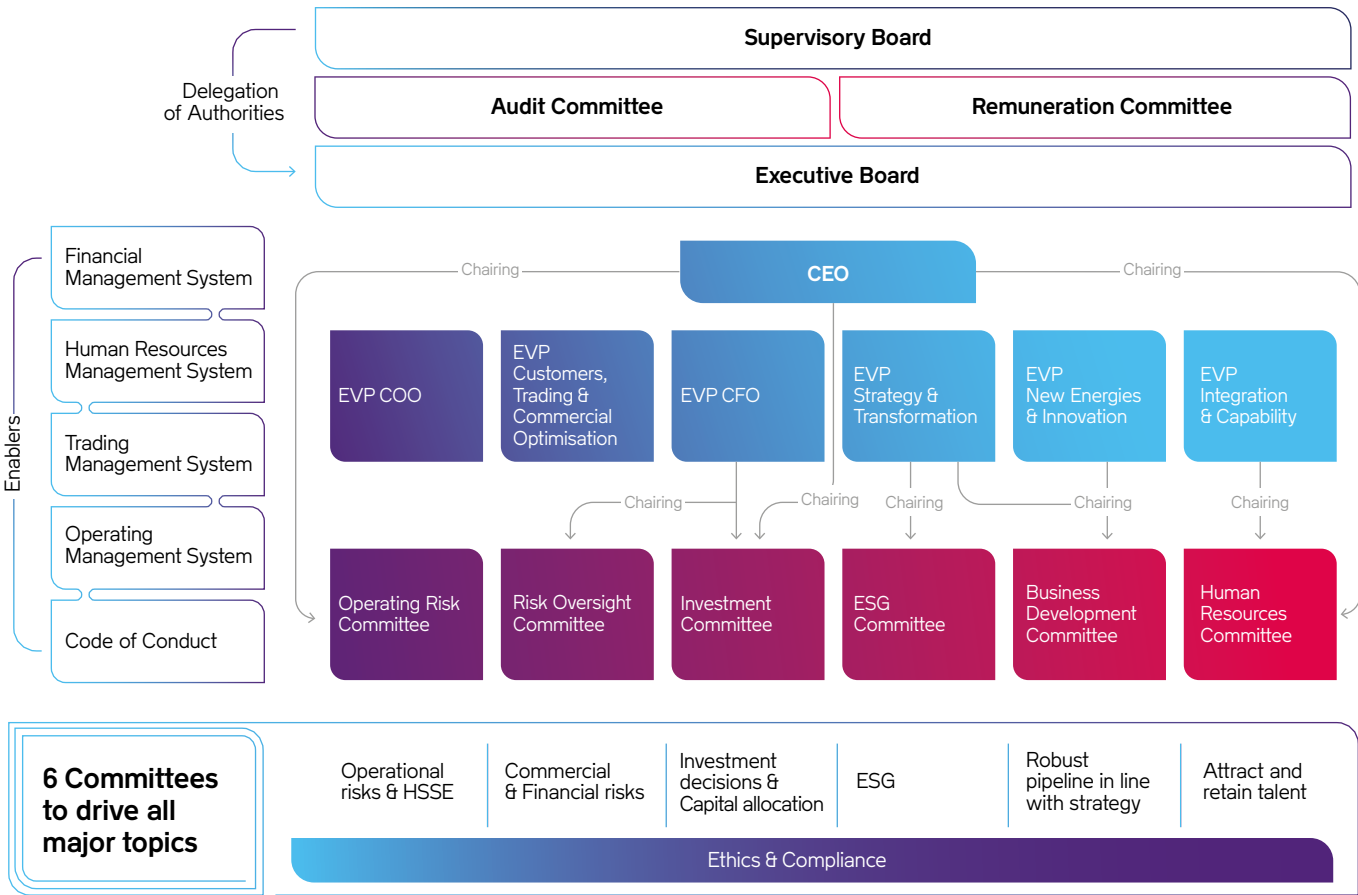 Supervisory Board
Delegation
of Authorities
Audit Committee
Remuneration Committee
Executive Board
Enablers
Financial
Management System
Human Resources
Management System
Trading
Management System
Operating
Management System
Code of Conduct
Chairing
CEO
Chairing
EVP COO
EVP
Customers,
Trading &
Commercial
Optimisation
EVP CFO
EVP
Strategy &
Transformation
EVP
New Energies
& Innovation
EVP
Integration
& Capability
Chairing
Chairing
Chairing
Chairing
Chairing
Operating Risk
Committee
Risk Oversight
Committee
Investment
Committee
ESG
Committee
Business
Development
Committee
Human
Resources
Committee
6 Committees
to drive all
major topics
Operational
risks & HSSE
Commercial
& Financial risks
Investment
decisions &
Capital allocation
ESG
Robust
pipeline in line
with strategy
Attract and
retain talent
Ethics & Compliance